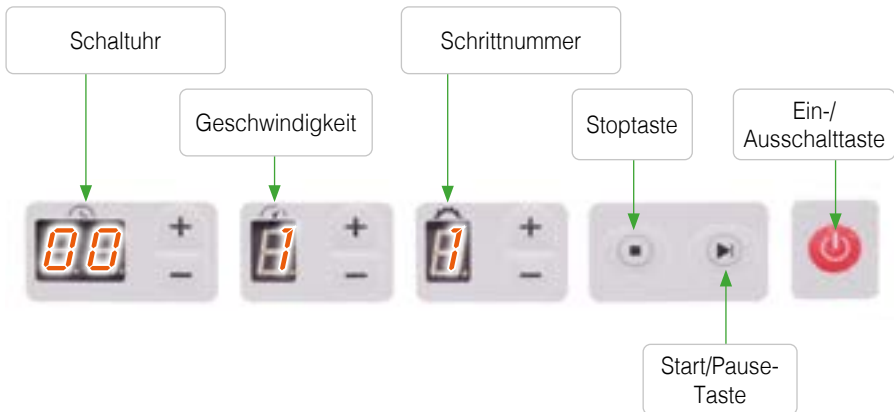 Schaltuhr
Schrittnummer
Geschwindigkeit
Stoptaste
Ein-/
Ausschalttaste
00
+
−
1
+
−
1
+
−
Start/Pause-
Taste